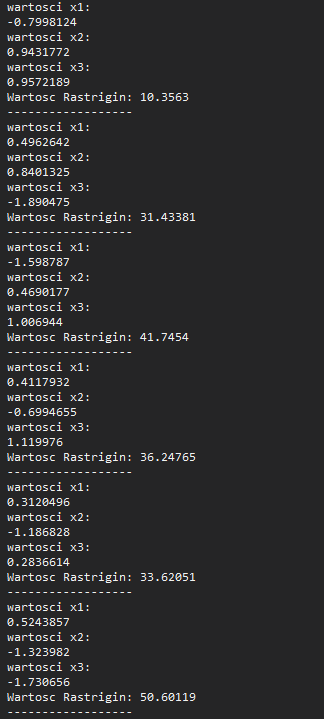 wartosci x1:
-0.7998124
wartosci x2:
0.9431772
wartosci x3:
0.9572189
Wartosc Rastrigin: 10.3563
------------------
wartosci x1:
0.4962642
wartosci x2:
0.8401325
wartosci x3:
-1.890475
Wartosc Rastrigin: 31.43381
------------------
wartosci x1:
-1.598787
wartosci x2:
0.4690177
wartosci x3:
1.006944
Wartosc Rastrigin: 41.7454
------------------
wartosci x1:
0.4117932
wartosci x2:
-0.6994655
wartosci x3:
1.119976
Wartosc Rastrigin: 36.24765
------------------
wartosci x1:
0.3120496
wartosci x2:
-1.186828
wartosci x3:
0.2836614
Wartosc Rastrigin: 33.62051
------------------
wartosci x1:
0.5243857
wartosci x2:
-1.323982
wartosci x3:
-1.730656
Wartosc Rastrigin: 50.60119
------------------